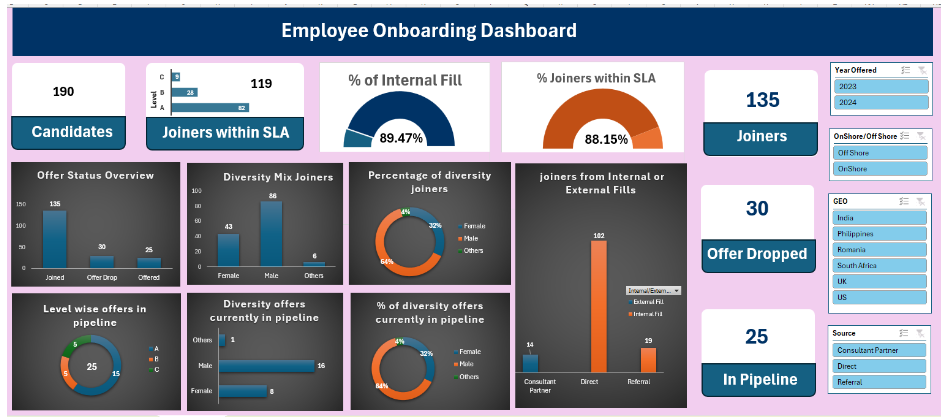 Employee Onboarding Dashboard
190
Candidates
Level
C
B
A
9
28
82
119
Joiners within SLA
% of Internal Fill
89.47%
% Joiners within SLA
88.15%
135
Joiners
Year Offered
2023
2024
OnShore/Off Shore
Off Shore
OnShore
Offer Status Overview
150
100
50
0
135
30
25
Joined
Offer Drop
Offered
Diversity Mix Joiners
100
80
60
40
20
0
43
86
6
Female
Male
Others
Percentage of diversity
joiners
4%
32%
64%
Female
Male
Others
joiners from Internal or
External Fills
102
14
19
Internal/Extern...
External Fill
Internal Fill
Consultant
Partner
Direct
Referral
30
Offer Dropped
GEO
India
Philippines
Romania
South Africa
UK
US
Level wise offers in
pipeline
5
5
25
15
A
B
C
Diversity offers
currently in pipeline
Others
1
Male
16
Female
8
% of diversity offers
currently in pipeline
4%
32%
64%
Female
Male
Others
25
In Pipeline
Source
Consultant Partner
Direct
Referral